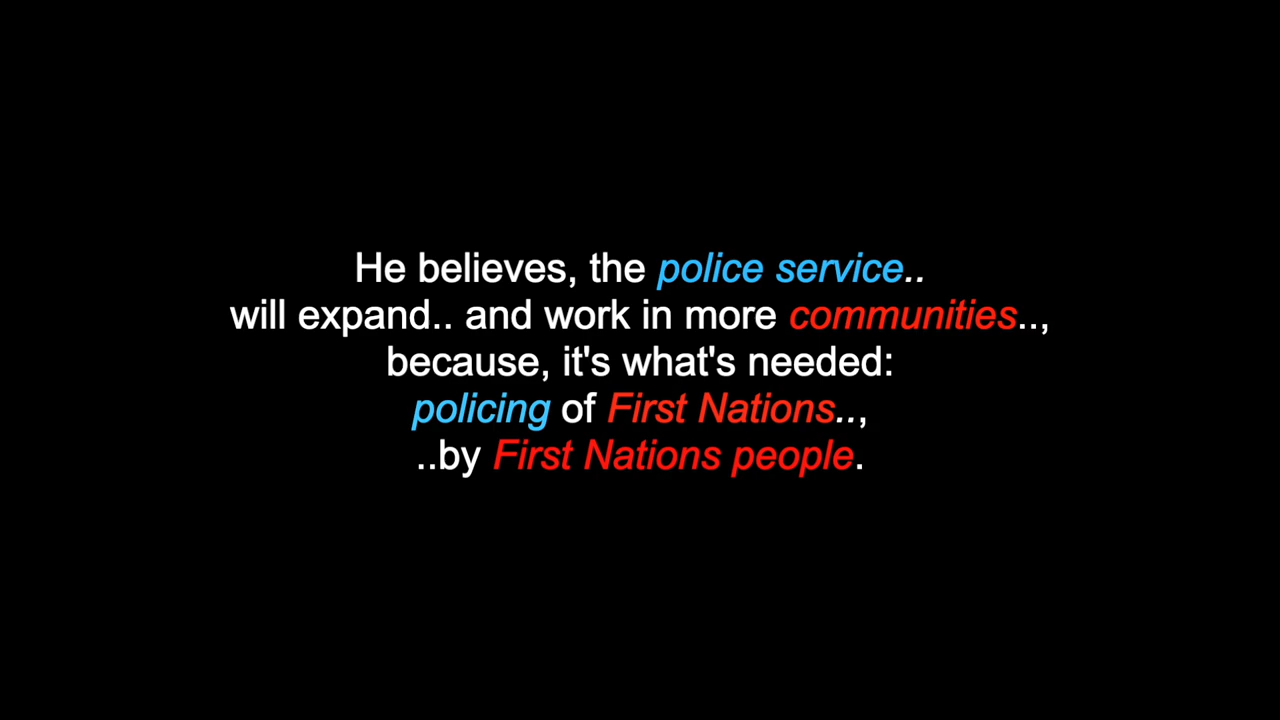 He believes, the police service..
will expand.. and work in more communities..,
because, it's what's needed:
policing of First Nations..,
..by First Nations people.